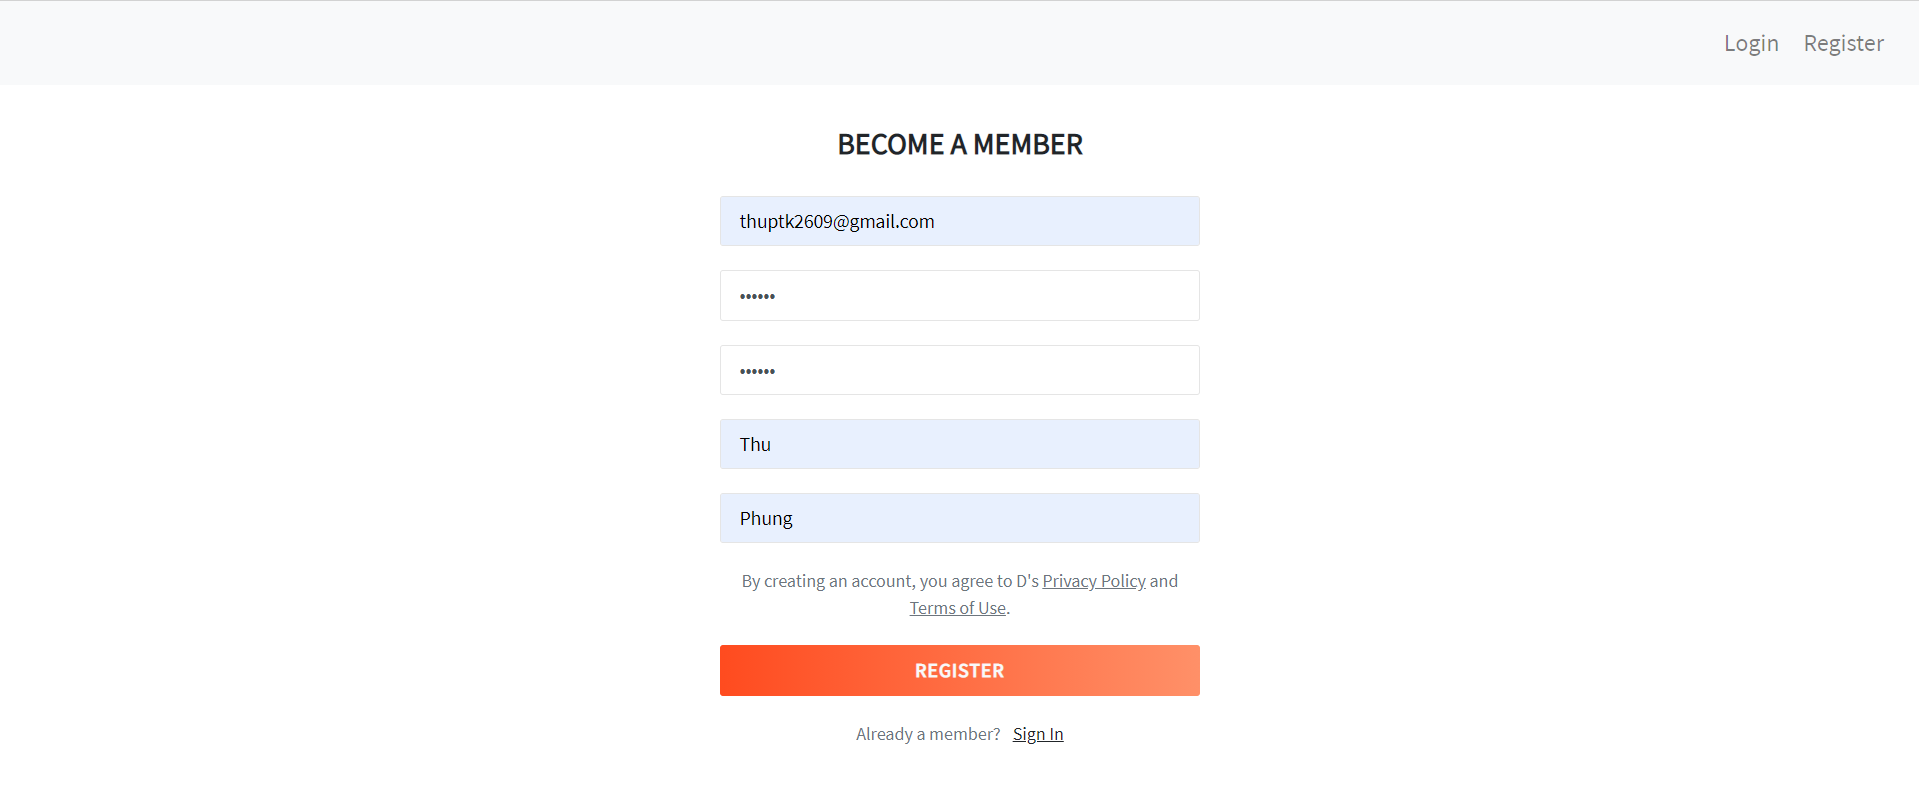 Login Register
BECOME A MEMBER
thuptk2609@gmail.com
••••••
••••••
Thu
Phung
By creating an account, you agree to D's Privacy Policy and
Terms of Use.
REGISTER
Already a member? Sign In